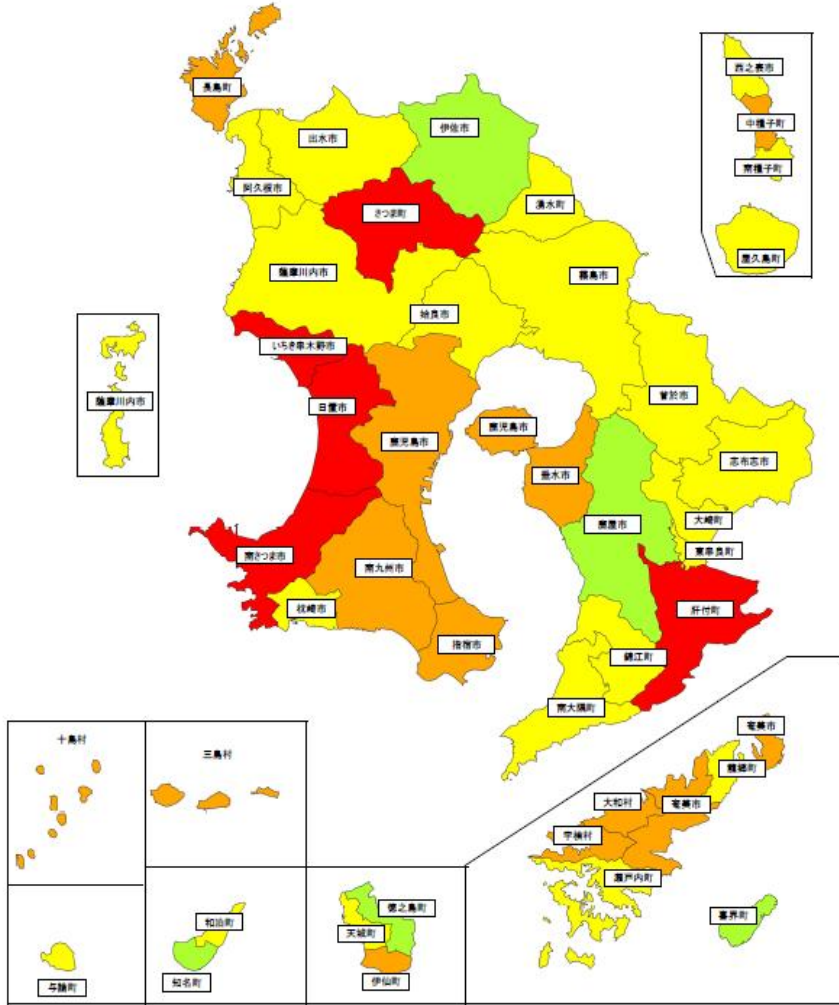 長島町
西之表市
伊佐市
出水市
中種子町
南種子町
阿久根市
湧水町
さつま町
屋久島町
薩摩川内市
霧島市
姶良市
いちき串木野市
薩摩川内市
曽於市
日置市
鹿児島市
鹿児島市
志布志市
垂水市
大崎町
鹿屋市
東串良町
南さつま市
南九州市
肝付町
枕崎市
指宿市
錦江町
南大隅町
十島村
三島村
奄美市
龍郷町
大和村
奄美市
宇検村
瀬戸内町
徳之島町
喜界町
和泊町
天城町
知名町
伊仙町
与論町